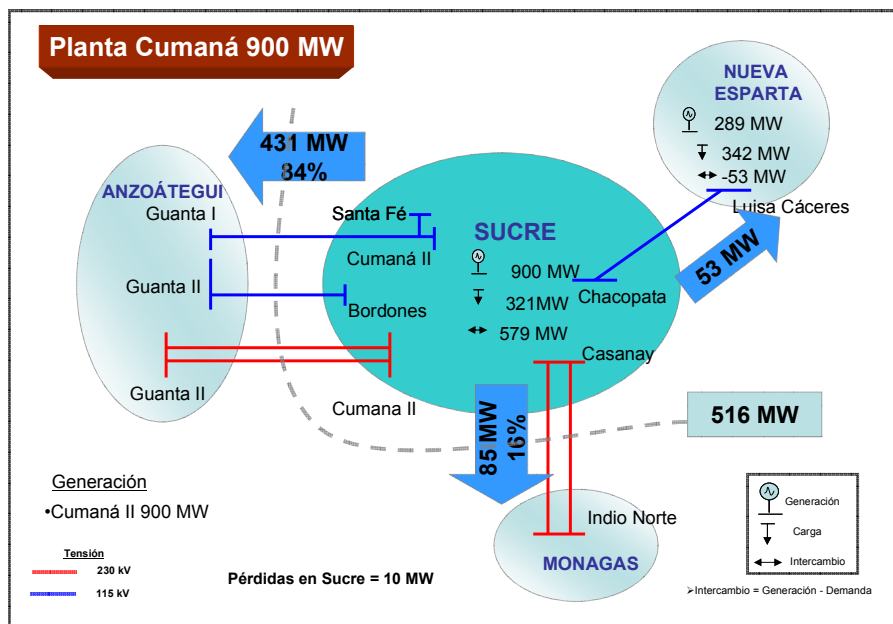 Planta Cumaná 900 MW
NUEVA
ESPARTA
289 MW
342 MW
-53 MW
Luisa Cáceres
431 MW
84%
ANZOÁTEGUI
Guanta I
Santa Fé
Cumaná II
SUCRE
900 MW
321MW
579 MW
Chacopata
53 MW
Guanta II
Bordones
Casanay
Guanta II
Cumana II
516 MW
85 MW
16%
Indio Norte
MONAGAS
Generación
•Cumaná II 900 MW
Tensión
230 kV
115 kV
Pérdidas en Sucre = 10 MW
Generación
Carga
Intercambio
➢Intercambio = Generación - Demanda